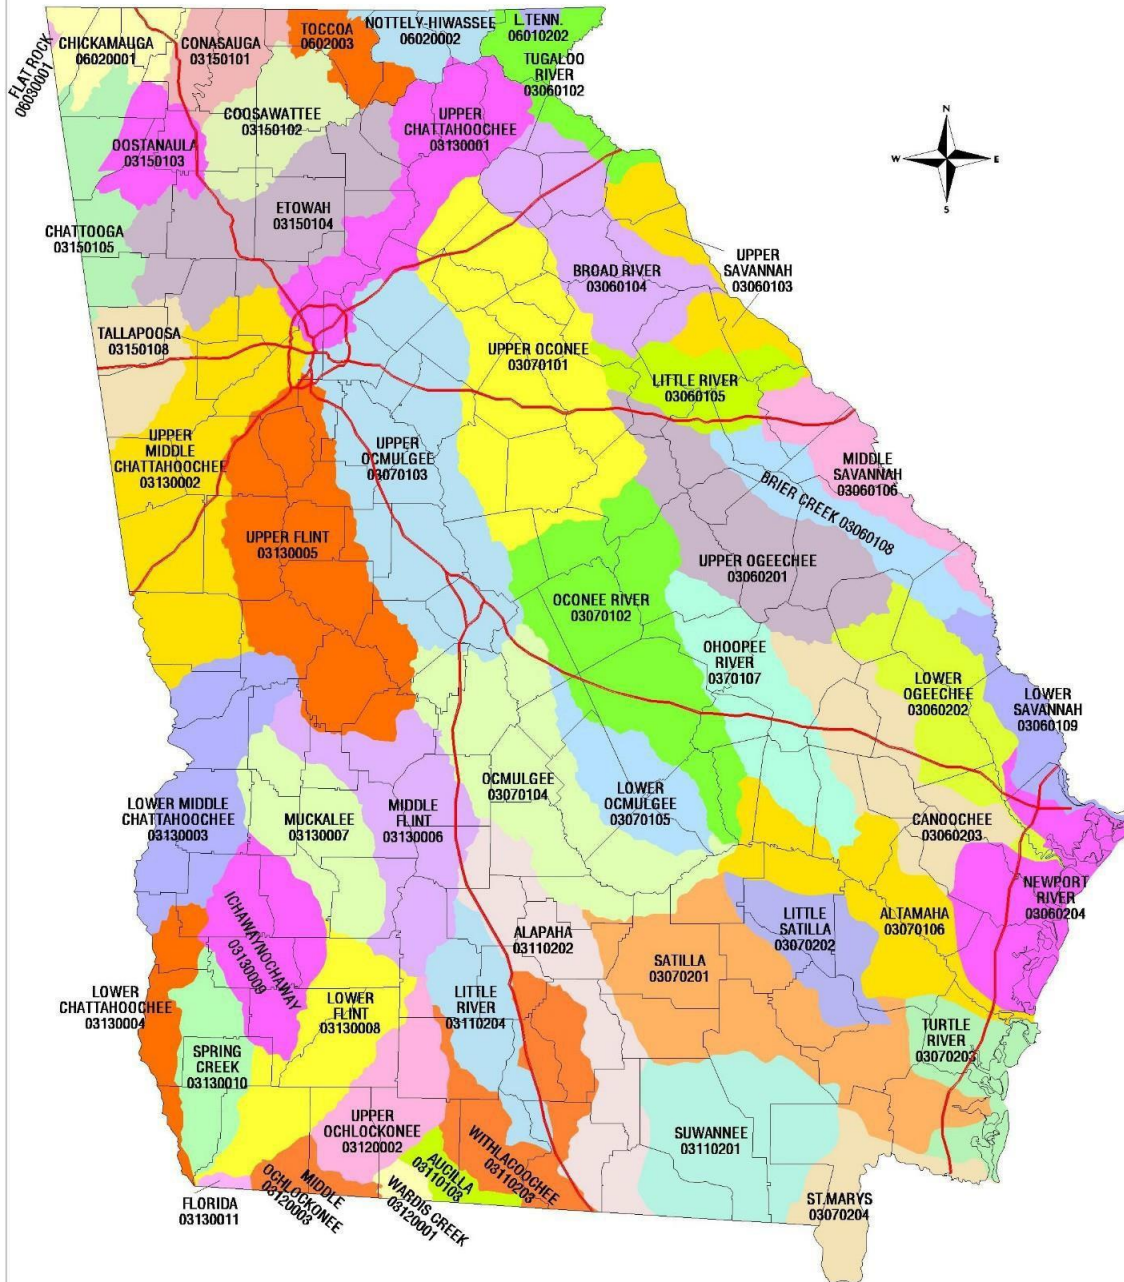 FLAT ROCK
06030001
CHICKAMAUGA
06020001
CONASAUGA
03150101
TOCCOA
0602003
NOTTELY-HIWASSEE
06020002
L.TENN.
06010202
TUGALOO
RIVER
03060102
COOSAWATTEE
03150102
UPPER
CHATTAHOOCHEE
03130001
OOSTANAULA
03150103
N
W
E
S
ETOWAH
03150104
CHATTOOGA
03150105
BROAD RIVER
03060104
UPPER
SAVANNAH
03060103
TALLAPOOSA
03150108
UPPER OCONEE
03070101
LITTLE RIVER
03060105
UPPER
MIDDLE
CHATTAHOOCHEE
03130002
UPPER
OCMULGEE
03070103
MIDDLE
SAVANNAH
03060106
BRIER CREEK 03060108
UPPER FLINT
03130005
UPPER OGEECHEE
03060201
OCONEE RIVER
03070102
OHOOPEE
RIVER
0370107
LOWER
OGEECHEE
03060202
LOWER
SAVANNAH
03060109
LOWER MIDDLE
CHATTAHOOCHEE
03130003
MUCKALEE
03130007
MIDDLE
FLINT
03130006
OCMULGEE
03070104
LOWER
OCMULGEE
03070105
CANOOCHEE
03060203
NEWPORT
RIVER
03060204
ICHAWAYNOCHAWAY
03130009
ALAPAHA
03110202
LITTLE
SATILLA
03070202
ALTAMAHA
03070106
SATILLA
03070201
LOWER
CHATTAHOOCHEE
03130004
LOWER
FLINT
03130008
LITTLE
RIVER
03110204
TURTLE
RIVER
03070203
SPRING
CREEK
03130010
UPPER
OCHLOCKONEE
03120002
SUWANNEE
03110201
WITHLACOOCHEE
03110203
AUCILLA
03110103
WARDIS CREEK
03120001
MIDDLE
OCHLOCKONEE
03120003
FLORIDA
03130011
ST.MARYS
03070204